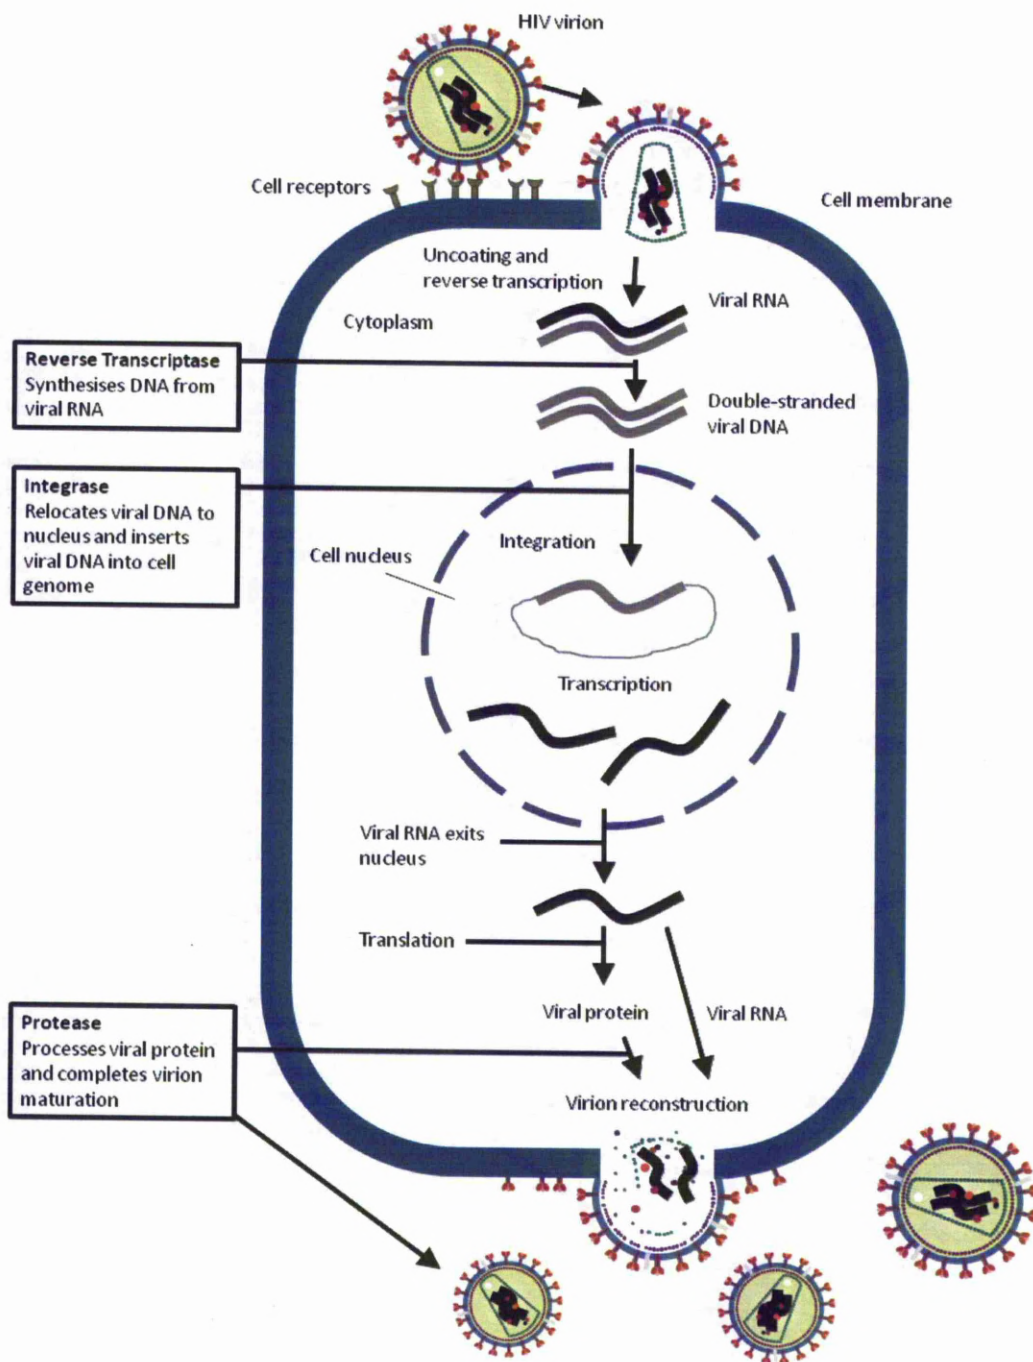 HIV virion
Cell receptors
Cell membrane
Uncoating and
reverse transcription
Viral RNA
Cytoplasm
Reverse Transcriptase
Synthesises DNA from
viral RNA
Double-stranded
viral DNA
Integrase
Relocates viral DNA to
nucleus and inserts
viral DNA into cell
genome
Integration
Cell nucleus
Transcription
Viral RNA exits
nucleus
Translation
Viral protein
Viral RNA
Protease
Processes viral protein
and completes virion
maturation
Virion reconstruction